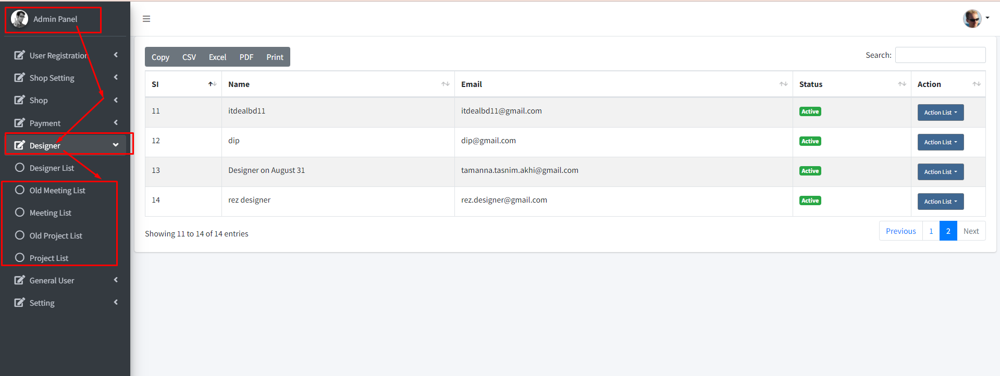 Admin Panel
User Registration
Shop Setting
Shop
Payment
Designer
Designer List
Old Meeting List
Meeting List
Old Project List
Project List
General User
Setting
Copy CSV Excel PDF Print
Search:
SI Name Email Status Action
11 itdealbd11 itdealbd11@gmail.com Active Action List
12 dip dip@gmail.com Active Action List
13 Designer on August 31 tamanna.tasnim.akhi@gmail.com Active Action List
14 rez designer rez.designer@gmail.com Active Action List
Showing 11 to 14 of 14 entries
Previous 1 2 Next